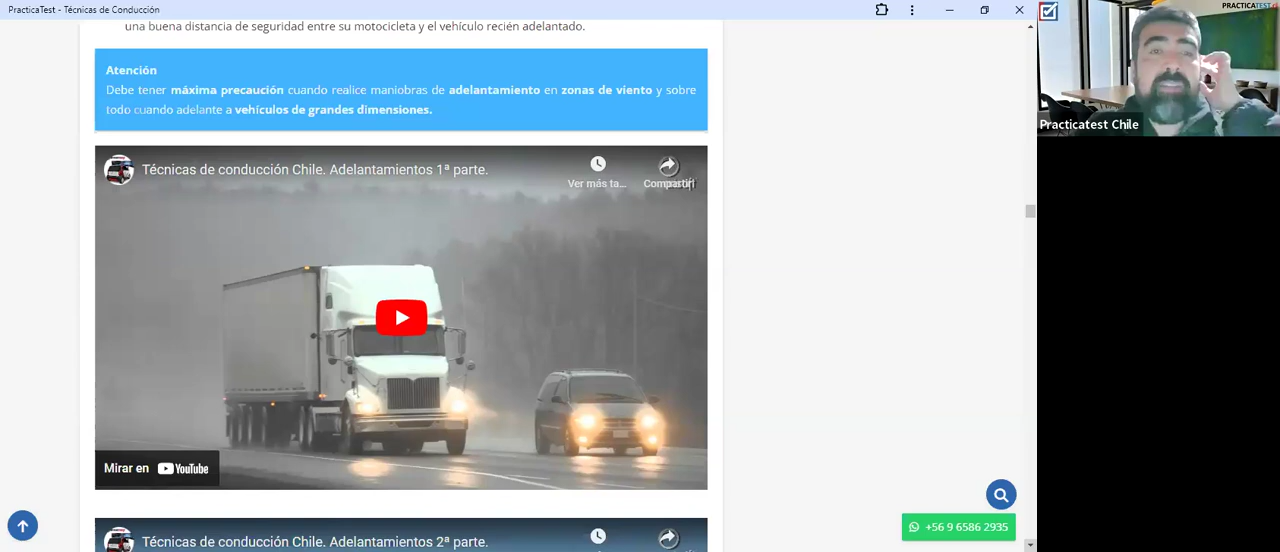 PracticaTest - Técnicas de Conducción
una buena distancia de seguridad entre su motocicleta y el vehículo recién adelantado.
Atención
Debe tener máxima precaución cuando realice maniobras de adelantamiento en zonas de viento y sobre
todo cuando adelante a vehículos de grandes dimensiones.
Técnicas de conducción Chile. Adelantamientos 1ª parte.
Ver más ta...
Compartir
Mirar en YouTube
Técnicas de conducción Chile. Adelantamientos 2ª parte.
+56 9 6586 2935
Practicatest Chile